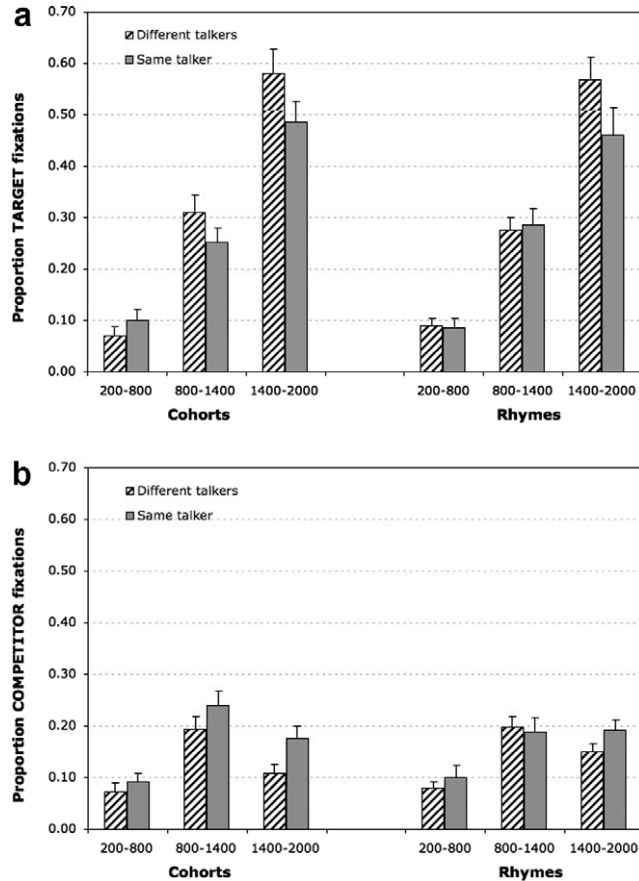 a
Proportion TARGET fixations
0.70
0.60
0.50
0.40
0.30
0.20
0.10
0.00
Different talkers
Same talker
200-800 800-1400 1400-2000 200-800 800-1400 1400-2000
Cohorts Rhymes
b
Proportion COMPETITOR fixations
0.70
0.60
0.50
0.40
0.30
0.20
0.10
0.00
Different talkers
Same talker
200-800 800-1400 1400-2000 200-800 800-1400 1400-2000
Cohorts Rhymes